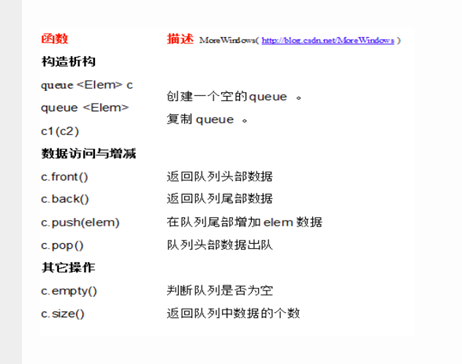 函数 描述 MoreWindows( http://blog.csdn.net/MoreWindows )
构造析构
queue <Elem> c 创建一个空的queue 。
queue <Elem> c1(c2) 复制 queue 。
数据访问与增减
c.front() 返回队列头部数据
c.back() 返回队列尾部数据
c.push(elem) 在队列尾部增加 elem 数据
c.pop() 队列头部数据出队
其它操作
c.empty() 判断队列是否为空
c.size() 返回队列中数据的个数